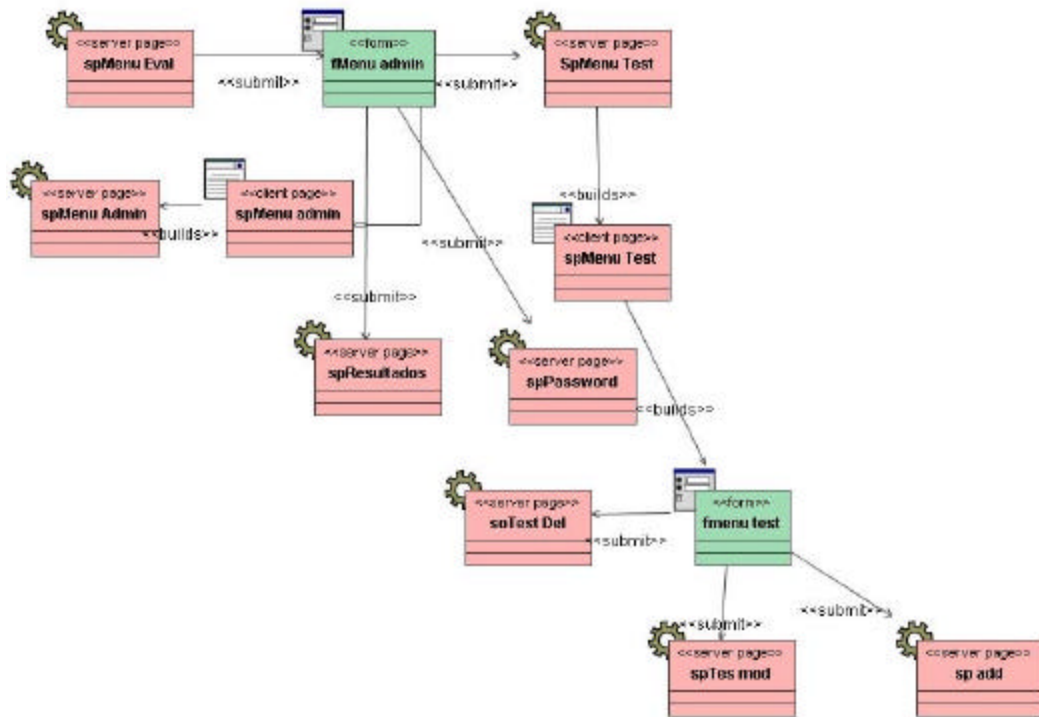 <<server page>>
spMenu Eval
<<submit>>
<<form>>
fMenu admin
<<submit>>
<<server page>>
SpMenu Test
<<server page>>
spMenu Admin
<<builds>>
<<client page>>
spMenu admin
<<submit>>
<<builds>>
<<client page>>
spMenu Test
<<submit>>
<<server page>>
spResultados
<<server page>>
spPassword
<<builds>>
<<server page>>
spTest Del
<<submit>>
<<form>>
fmenu test
<<submit>>
<<submit>>
<<server page>>
spTes mod
<<server page>>
sp add